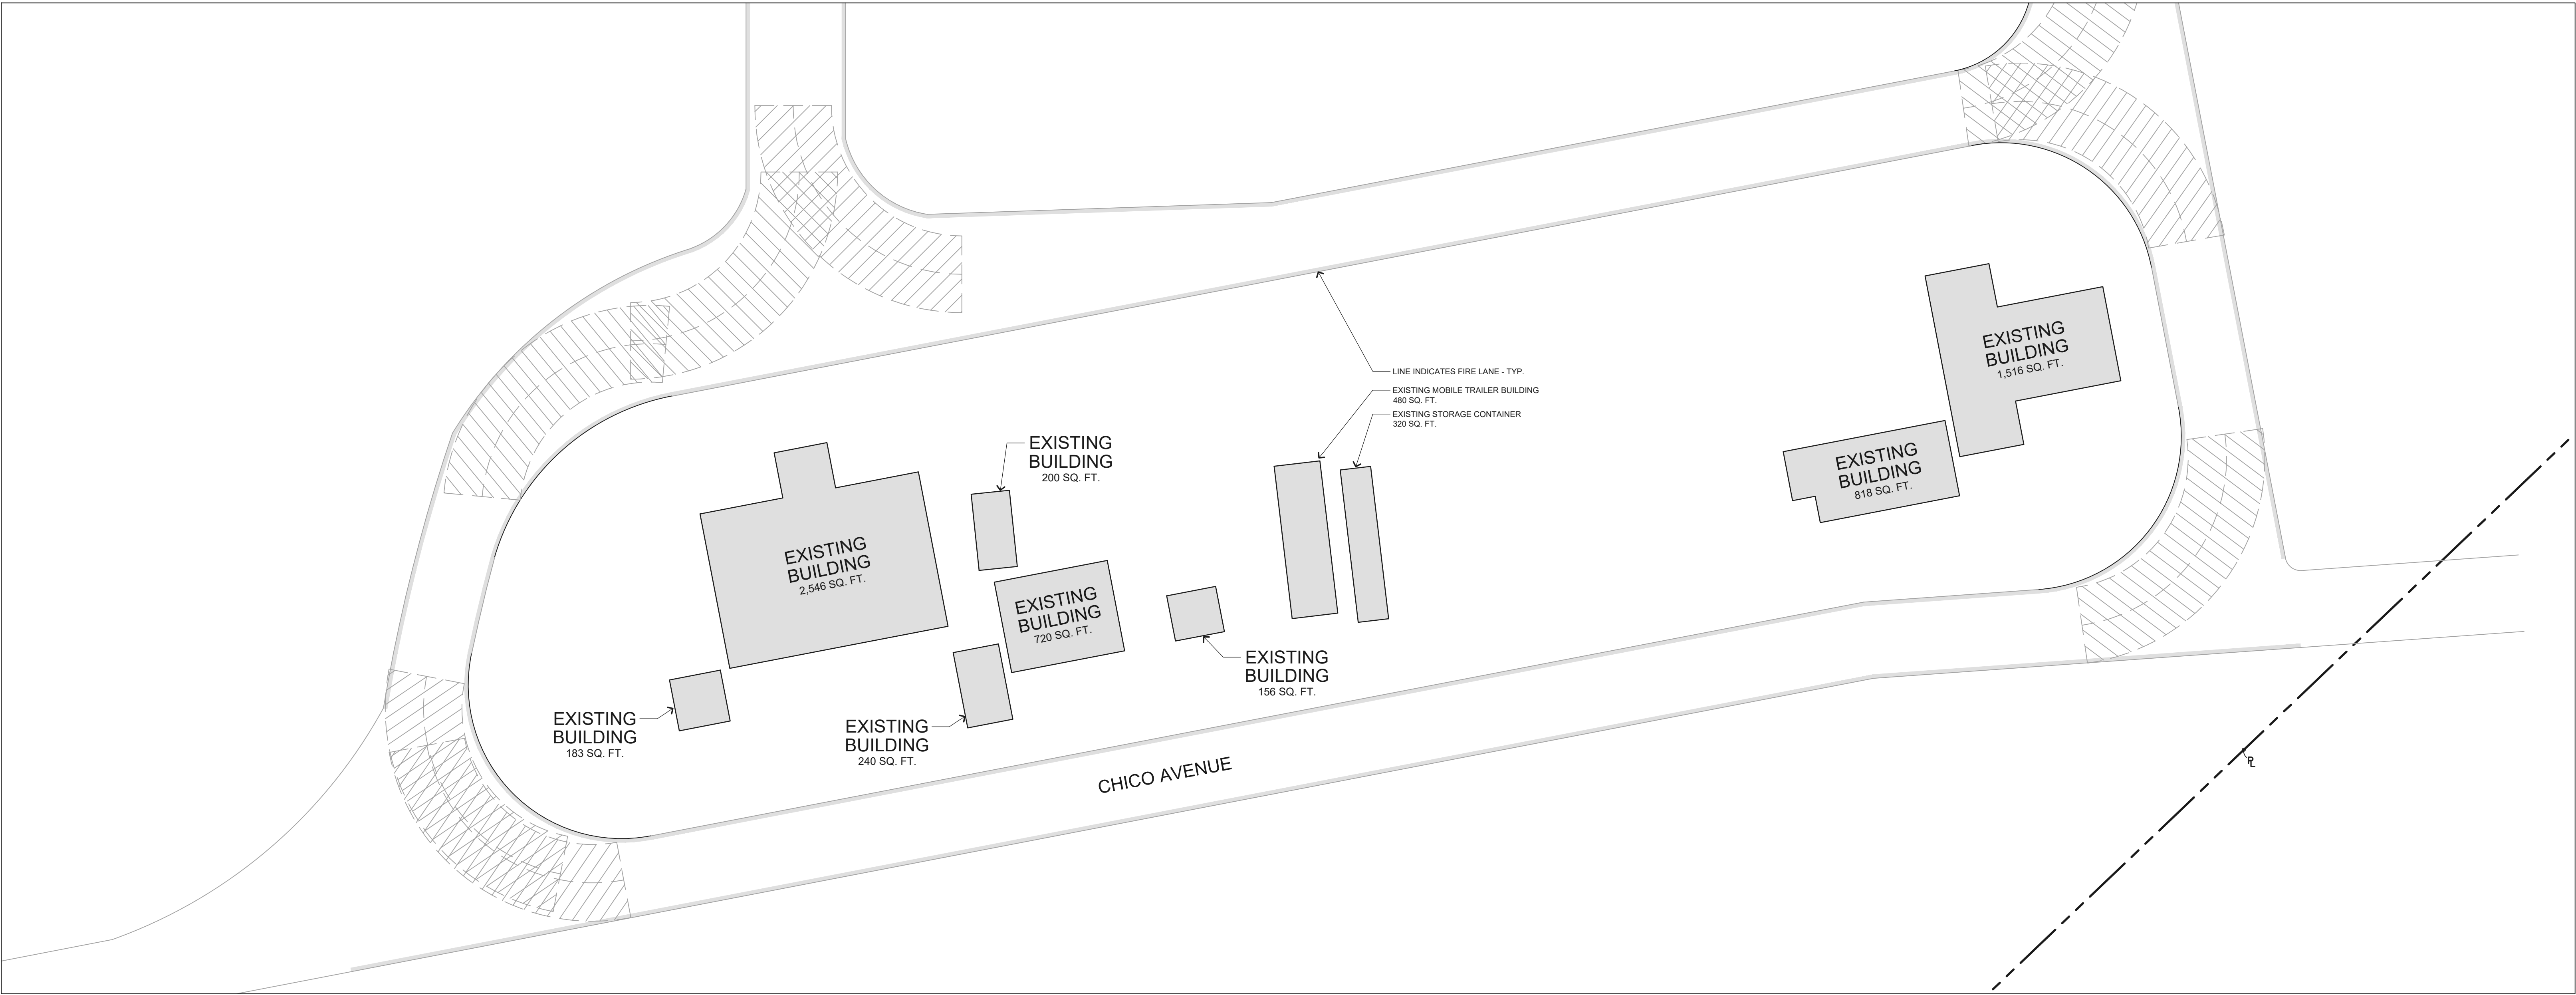 EXISTING
BUILDING
1,516 SQ. FT.
LINE INDICATES FIRE LANE - TYP.
EXISTING MOBILE TRAILER BUILDING
480 SQ. FT.
EXISTING STORAGE CONTAINER
320 SQ. FT.
EXISTING
BUILDING
200 SQ. FT.
EXISTING
BUILDING
818 SQ. FT.
EXISTING
BUILDING
2,546 SQ. FT.
EXISTING
BUILDING
720 SQ. FT.
EXISTING
BUILDING
156 SQ. FT.
EXISTING
BUILDING
183 SQ. FT.
EXISTING
BUILDING
240 SQ. FT.
CHICO AVENUE
PL